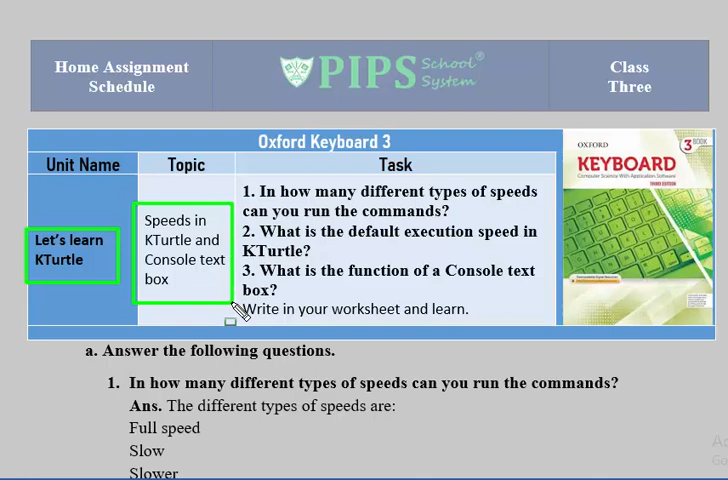 Home Assignment
Schedule
PIPS School® System
Class
Three
Oxford Keyboard 3
Unit Name
Topic
Task
Let's learn
KTurtle
Speeds in
KTurtle and
Console text
box
1. In how many different types of speeds
can you run the commands?
2. What is the default execution speed in
KTurtle?
3. What is the function of a Console text
box?
Write in your worksheet and learn.
OXFORD
3 BOOK
KEYBOARD
Computer Science With Application Software
THIRD EDITION
a. Answer the following questions.
1. In how many different types of speeds can you run the commands?
Ans. The different types of speeds are:
Full speed
Slow
Slower